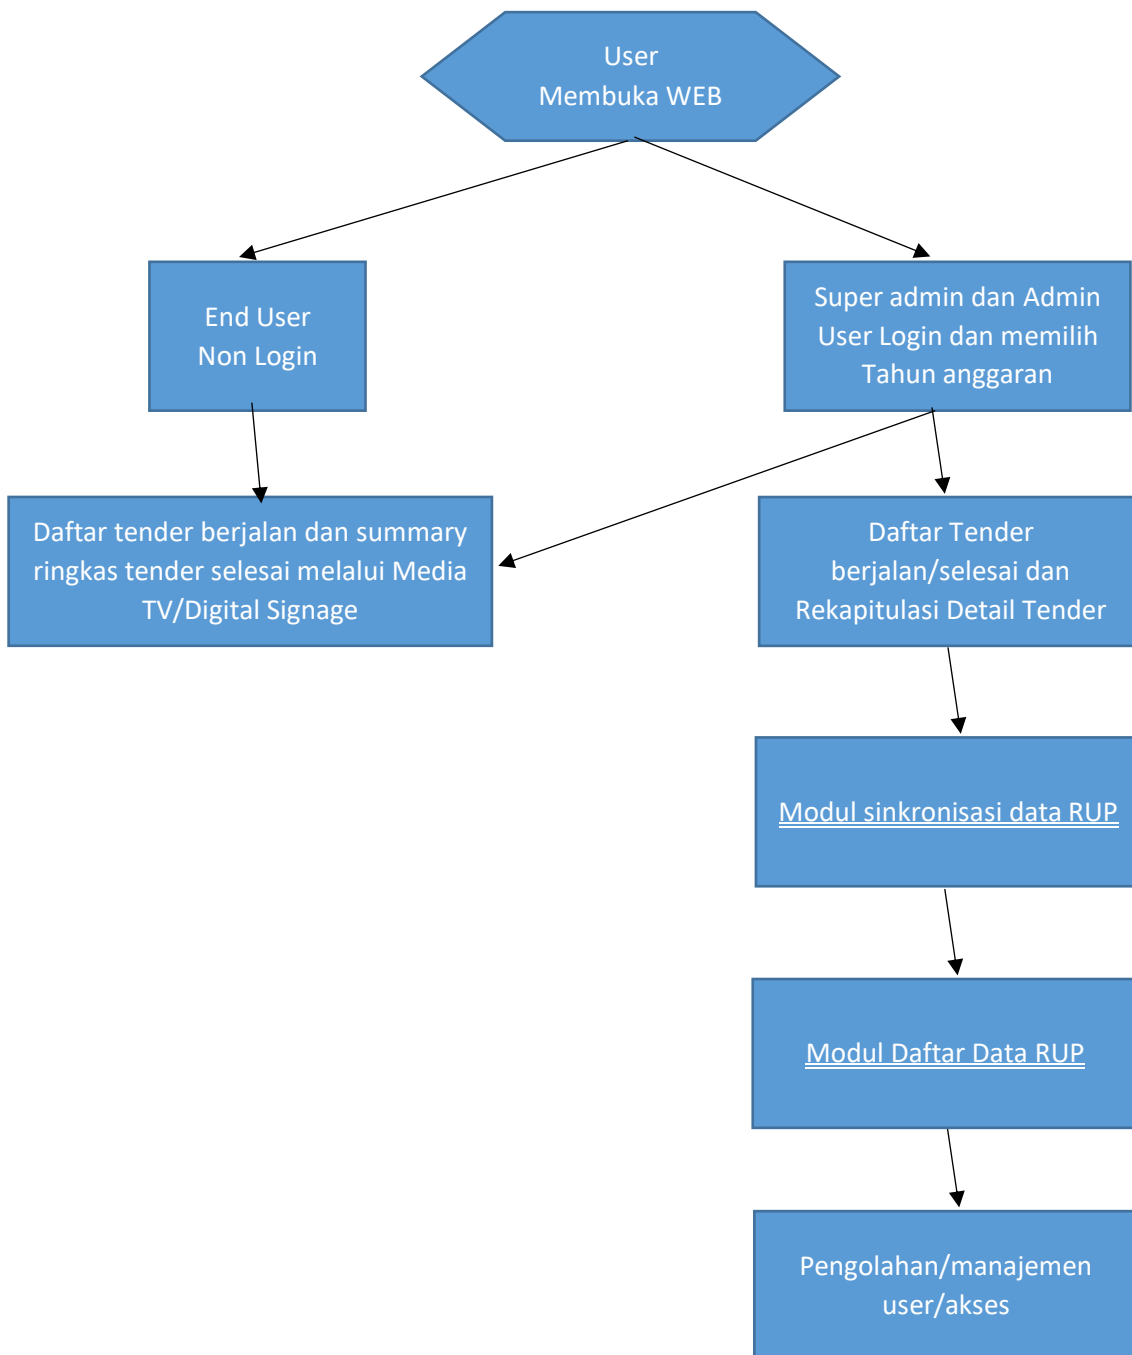 User
Membuka WEB
End User
Non Login
Super admin dan Admin
User Login dan memilih
Tahun anggaran
Daftar tender berjalan dan summary
ringkas tender selesai melalui Media
TV/Digital Signage
Daftar Tender
berjalan/selesai dan
Rekapitulasi Detail Tender
Modul sinkronisasi data RUP
Modul Daftar Data RUP
Pengolahan/manajemen
user/akses